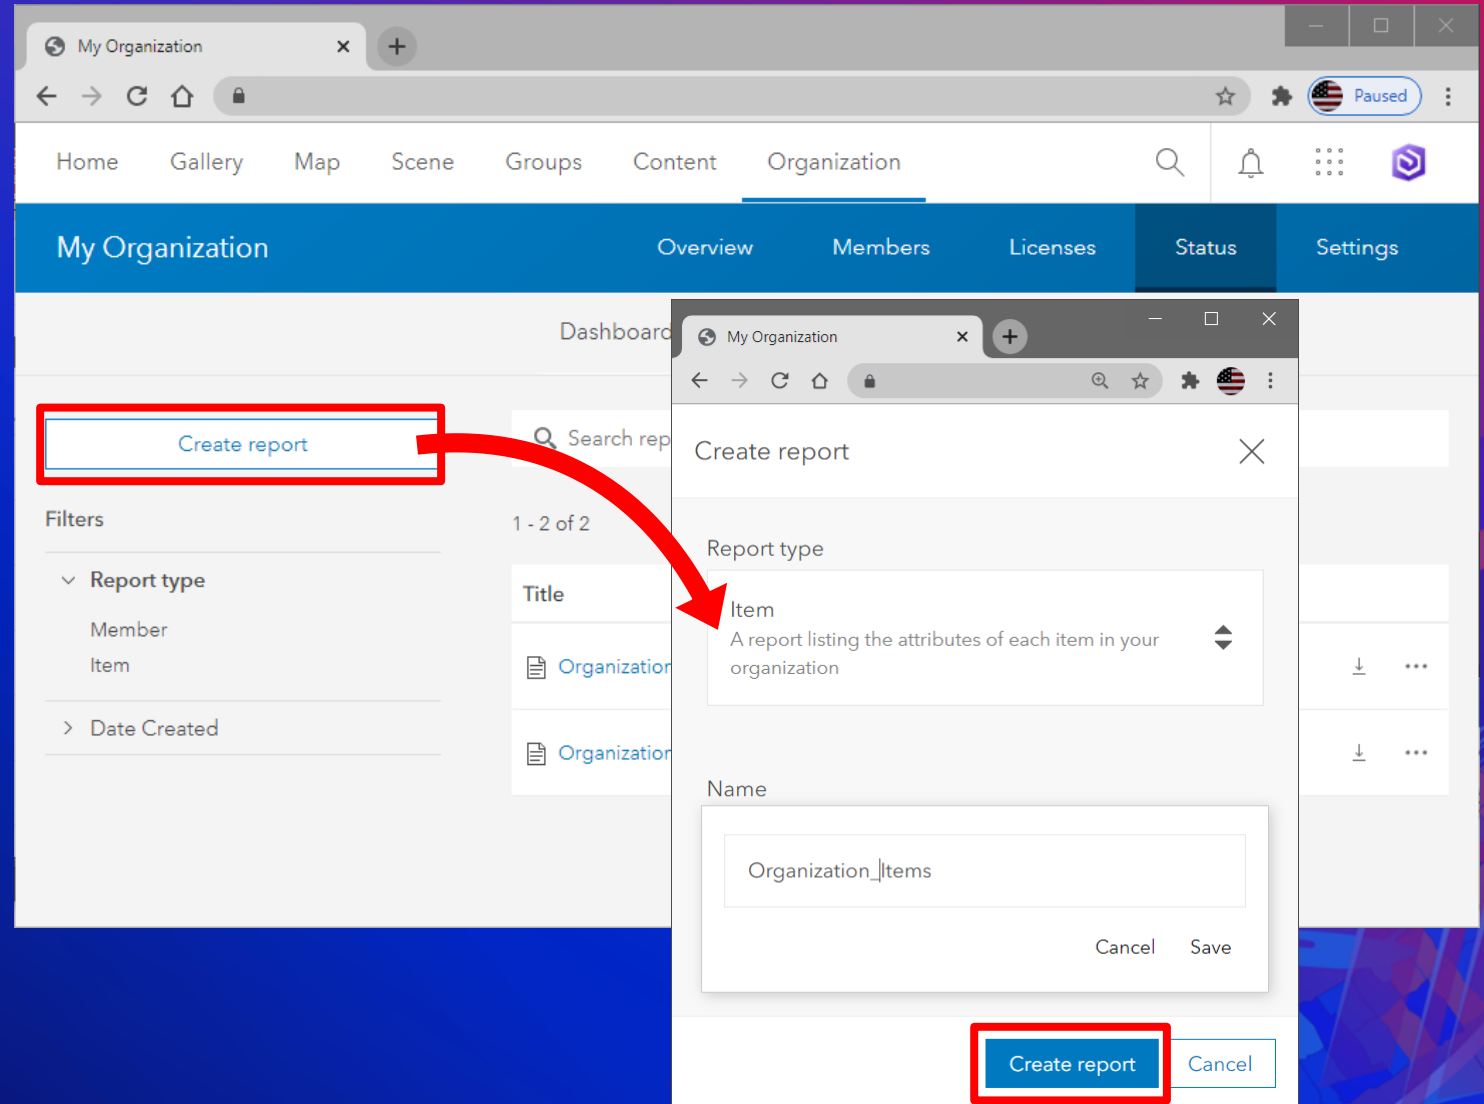 My Organization
Paused
Home Gallery Map Scene Groups Content Organization
My Organization Overview Members Licenses Status Settings
Dashboard
Create report
Search rep
Filters
1 - 2 of 2
Report type
Member
Item
Date Created
Title
Organization
Organization
My Organization
Create report
Report type
Item
A report listing the attributes of each item in your
organization
Name
Organization_Items
Cancel Save
Create report Cancel